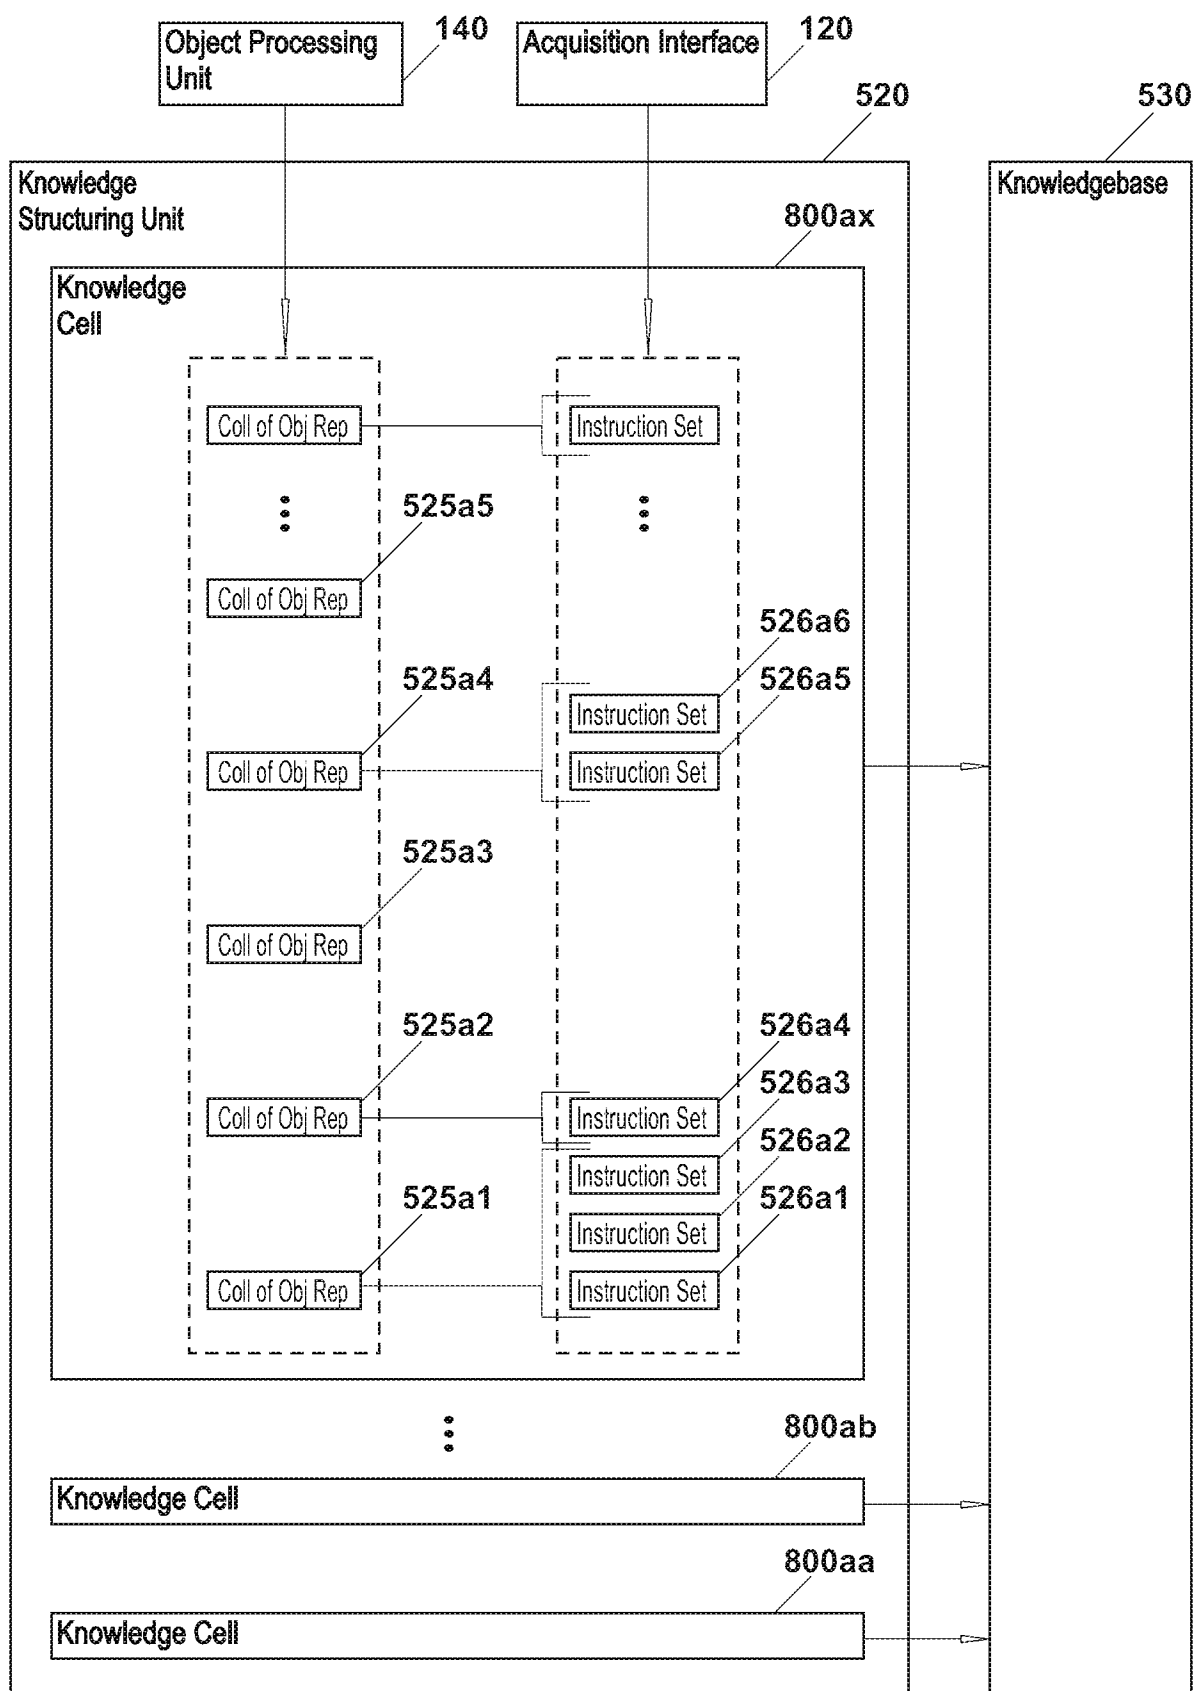 Object Processing
Unit
140
Acquisition Interface
120
520
530
Knowledge
Structuring Unit
Knowledgebase
800ax
Knowledge
Cell
Coll of Obj Rep
Instruction Set
525a5
Coll of Obj Rep
526a6
525a4
526a5
Instruction Set
Coll of Obj Rep
Instruction Set
525a3
Coll of Obj Rep
525a2
526a4
526a3
Coll of Obj Rep
Instruction Set
526a2
Instruction Set
525a1
526a1
Instruction Set
Coll of Obj Rep
Instruction Set
800ab
Knowledge Cell
800aa
Knowledge Cell